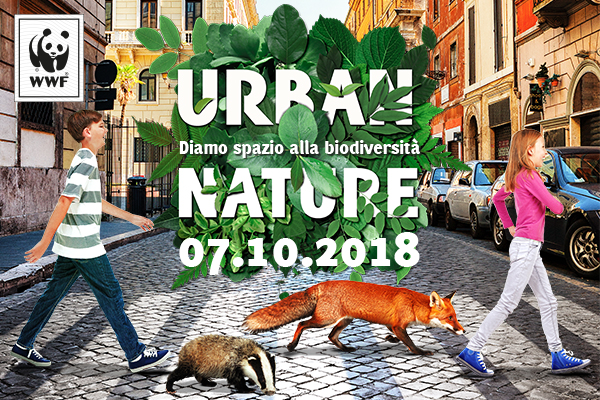 WWF
URBAN
Diamo spazio alla biodiversità
NATURE
07.10.2018